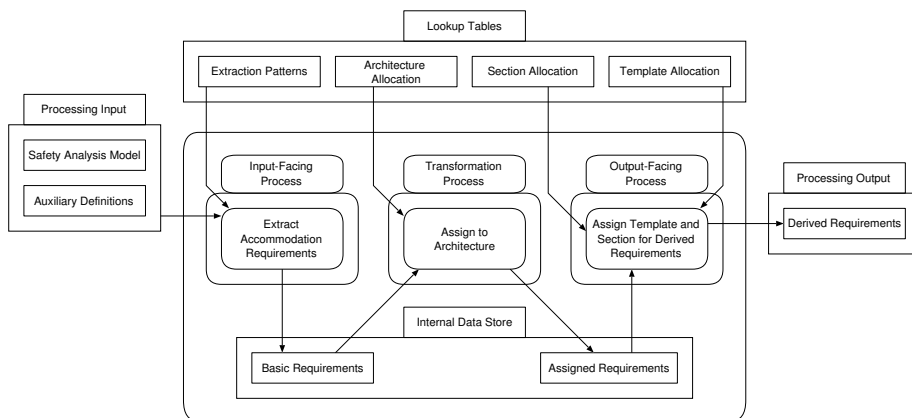 Lookup Tables
Extraction Patterns
Architecture
Allocation
Section Allocation
Template Allocation
Processing Input
Safety Analysis Model
Auxiliary Definitions
Input-Facing
Process
Transformation
Process
Output-Facing
Process
Processing Output
Extract
Accommodation
Requirements
Assign to
Architecture
Assign Template and
Section for Derived
Requirements
Derived Requirements
Internal Data Store
Basic Requirements
Assigned Requirements